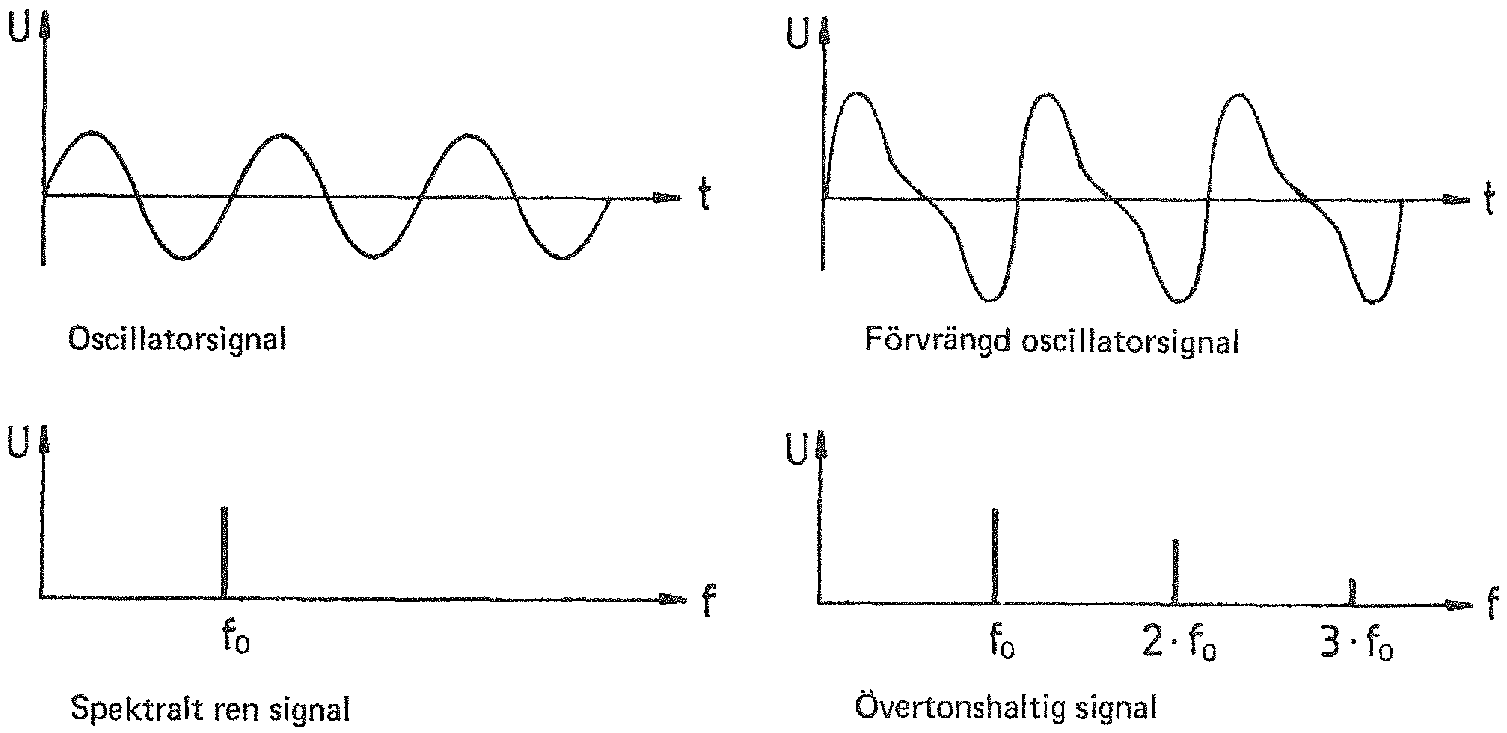 U
t
Oscillatorsignal
U
t
Förvrängd oscillatorsignal
U
f
f₀
Spektralt ren signal
U
f
f₀
2·f₀
3·f₀
Övertonshaltig signal